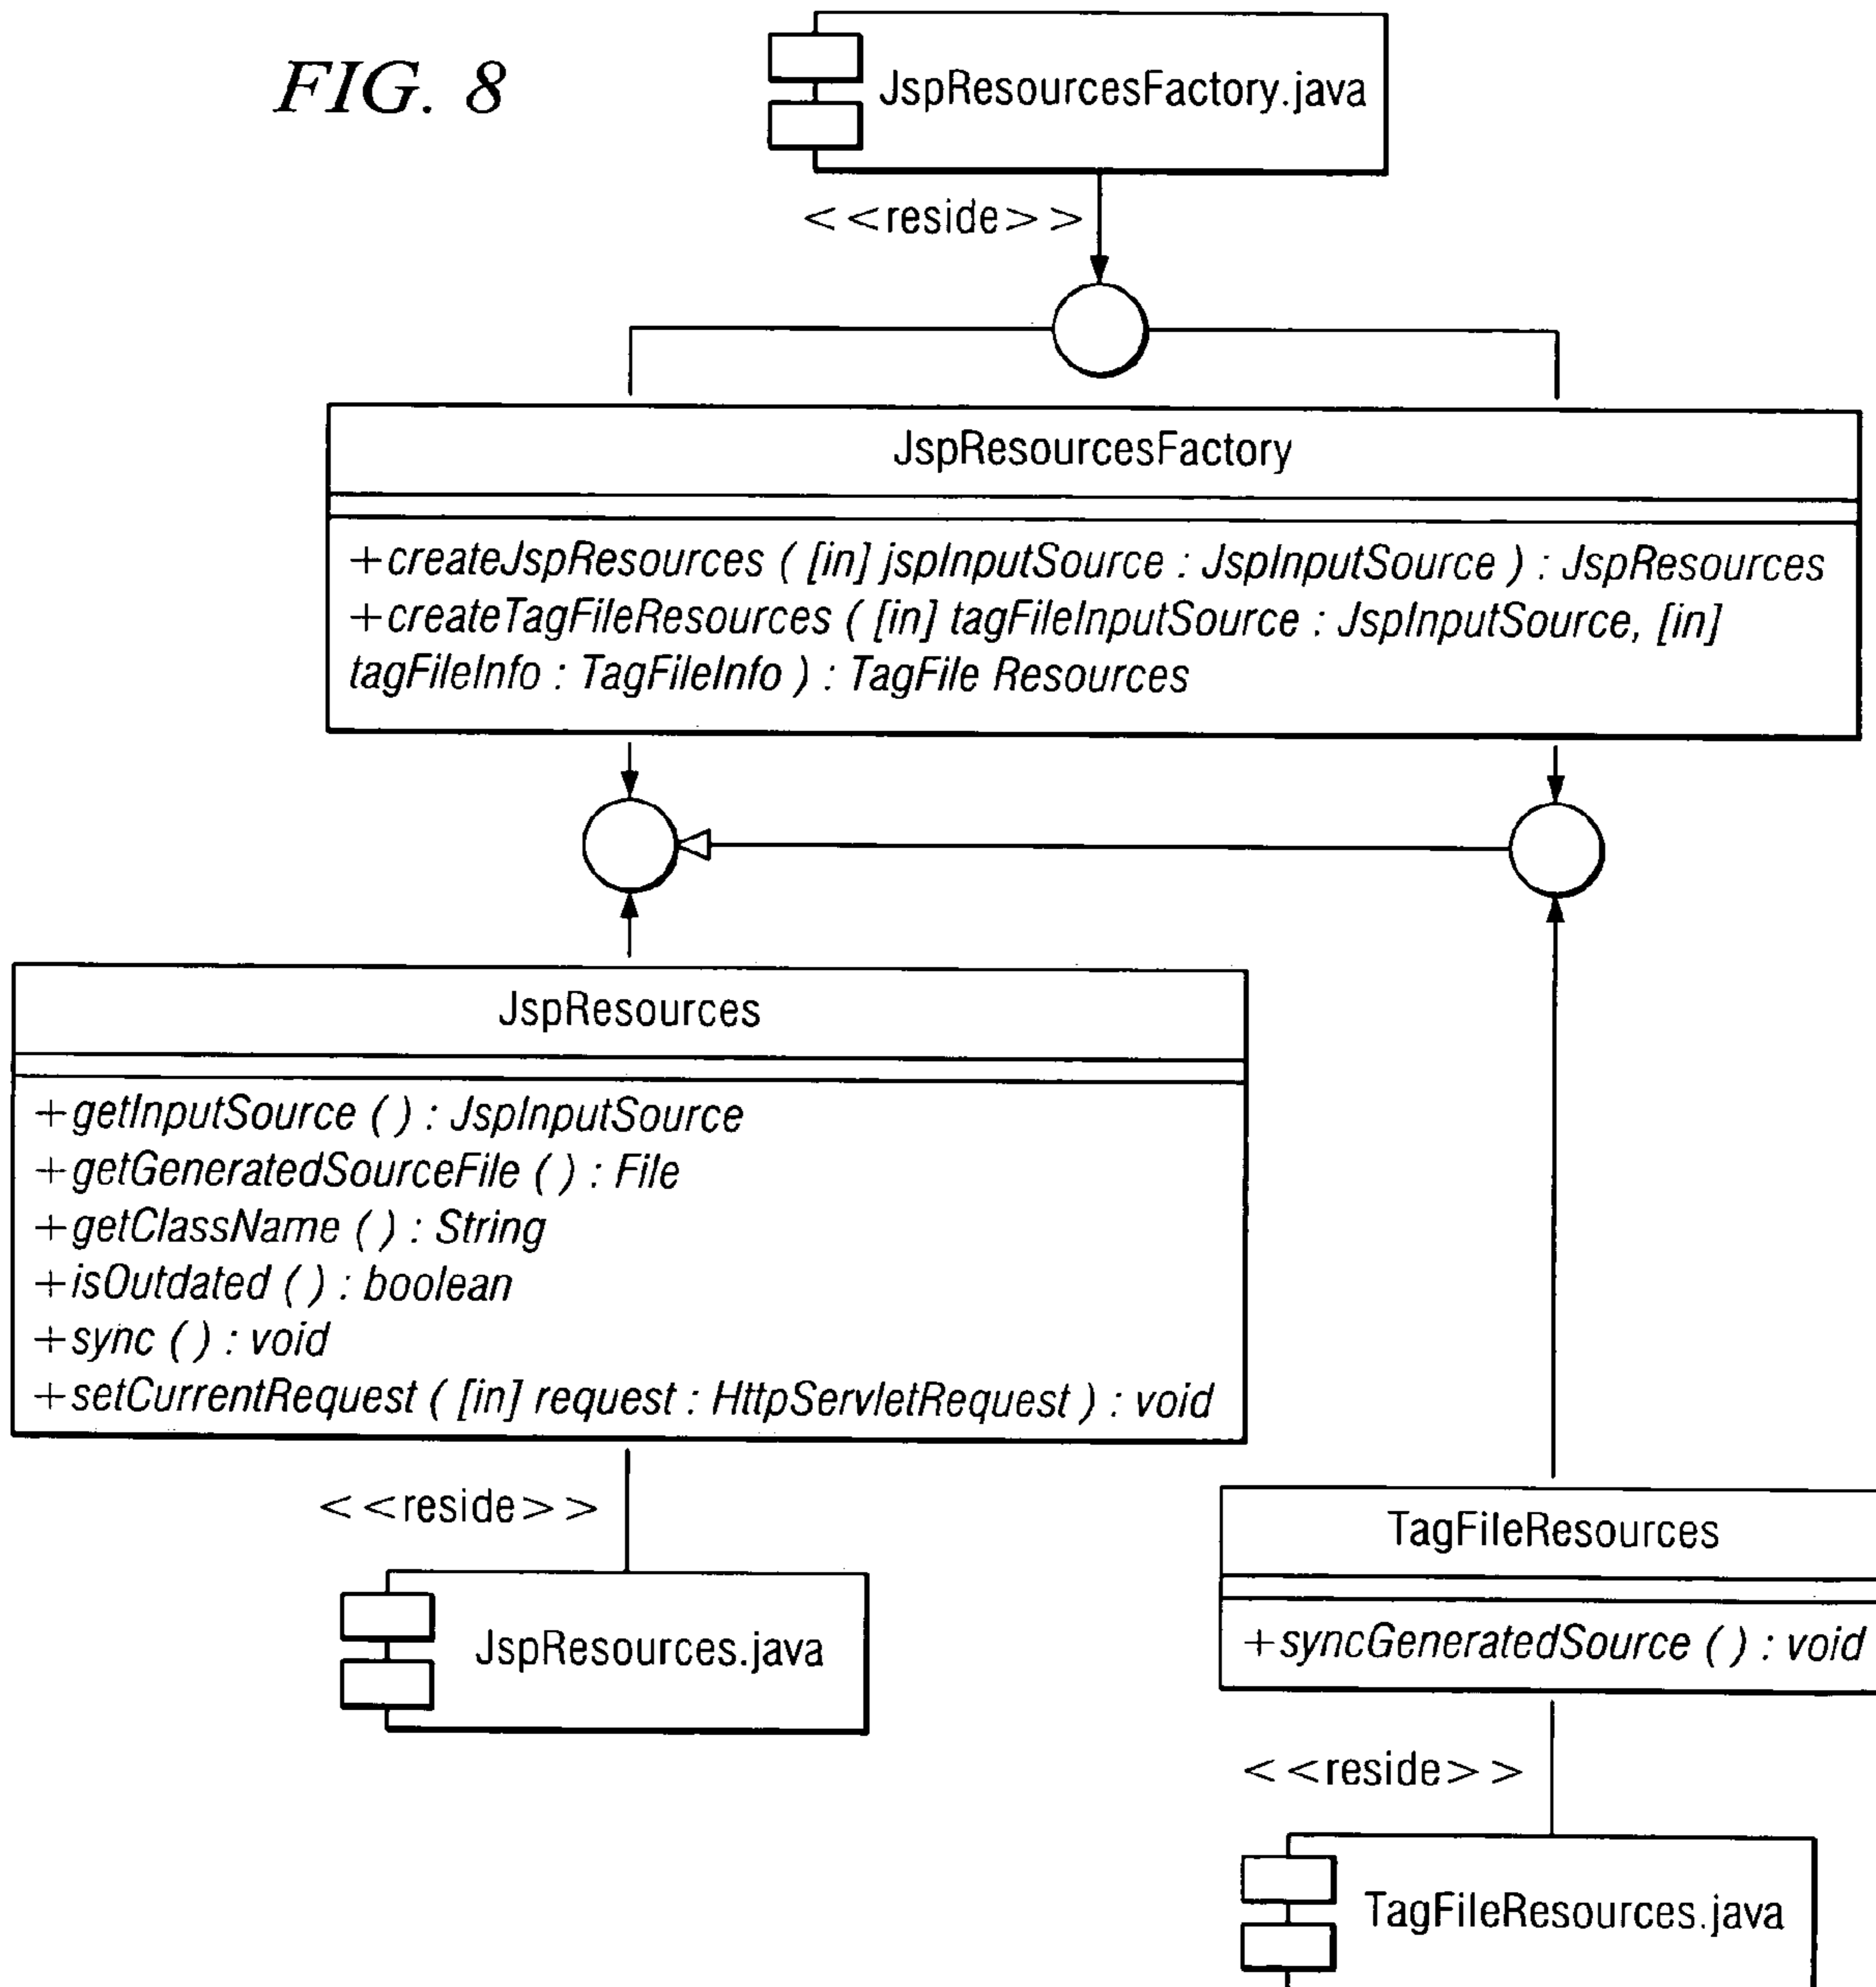 FIG. 8
JspResourcesFactory.java
<<reside>>
JspResourcesFactory
+createJspResources ( [in] jspInputSource : JspInputSource ) : JspResources
+createTagFileResources ( [in] tagFileInputSource : JspInputSource, [in]
tagFileInfo : TagFileInfo ) : TagFile Resources
JspResources
+getInputSource ( ) : JspInputSource
+getGeneratedSourceFile ( ) : File
+getClassName ( ) : String
+isOutdated ( ) : boolean
+sync ( ) : void
+setCurrentRequest ( [in] request : HttpServletRequest ) : void
<<reside>>
JspResources.java
TagFileResources
+syncGeneratedSource ( ) : void
<<reside>>
TagFileResources.java